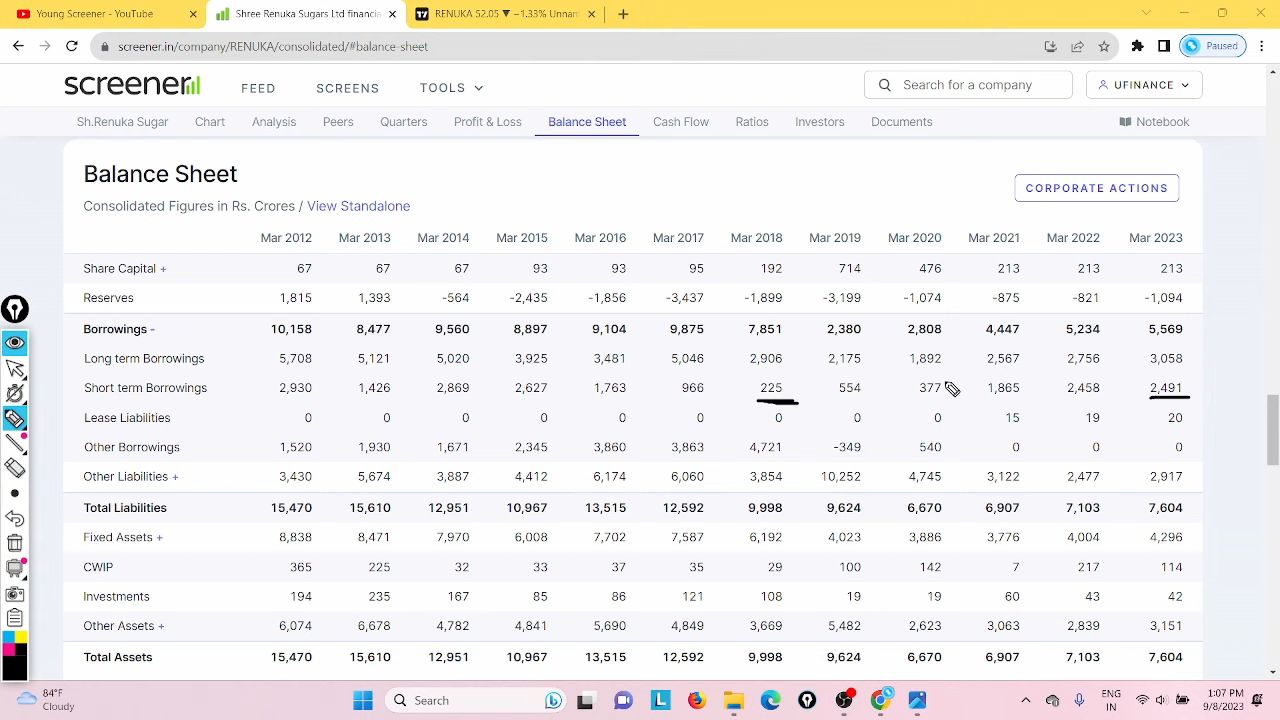 Young Screener - YouTube
Shree Renuka Sugars Ltd financia
RENUKA 52.05 ▼ −1.33% Unnam
screener.in/company/RENUKA/consolidated/#balance-sheet
Paused
screener
FEED SCREENS TOOLS
Search for a company
UFINANCE
Sh.Renuka Sugar Chart Analysis Peers Quarters Profit & Loss Balance Sheet Cash Flow Ratios Investors Documents Notebook
Balance Sheet
CORPORATE ACTIONS
Consolidated Figures in Rs. Crores / View Standalone
Mar 2012 Mar 2013 Mar 2014 Mar 2015 Mar 2016 Mar 2017 Mar 2018 Mar 2019 Mar 2020 Mar 2021 Mar 2022 Mar 2023
Share Capital + 67 67 67 93 93 95 192 714 476 213 213 213
Reserves 1,815 1,393 -564 -2,435 -1,856 -3,437 -1,899 -3,199 -1,074 -875 -821 -1,094
Borrowings - 10,158 8,477 9,560 8,897 9,104 9,875 7,851 2,380 2,808 4,447 5,234 5,569
Long term Borrowings 5,708 5,121 5,020 3,925 3,481 5,046 2,906 2,175 1,892 2,567 2,756 3,058
Short term Borrowings 2,930 1,426 2,869 2,627 1,763 966 225 554 377 1,865 2,458 2,491
Lease Liabilities 0 0 0 0 0 0 0 0 0 15 19 20
Other Borrowings 1,520 1,930 1,671 2,345 3,860 3,863 4,721 -349 540 0 0 0
Other Liabilities + 3,430 5,674 3,887 4,412 6,174 6,060 3,854 10,252 4,745 3,122 2,477 2,917
Total Liabilities 15,470 15,610 12,951 10,967 13,515 12,592 9,998 9,624 6,670 6,907 7,103 7,604
Fixed Assets + 8,838 8,471 7,970 6,008 7,702 7,587 6,192 4,023 3,886 3,776 4,004 4,296
CWIP 365 225 32 33 37 35 29 100 142 7 217 114
Investments 194 235 167 85 86 121 108 19 19 60 43 42
Other Assets + 6,074 6,678 4,782 4,841 5,690 4,849 3,669 5,482 2,623 3,063 2,839 3,151
Total Assets 15,470 15,610 12,951 10,967 13,515 12,592 9,998 9,624 6,670 6,907 7,103 7,604
84°F
Cloudy
Search
ENG
IN
1:07 PM
9/8/2023